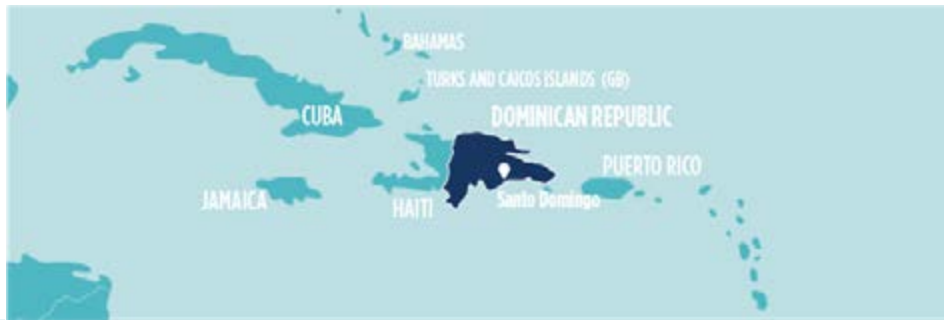 BAHAMAS
TURKS AND CAICOS ISLANDS (GB)
CUBA
DOMINICAN REPUBLIC
PUERTO RICO
JAMAICA
HAITI
Santo Domingo